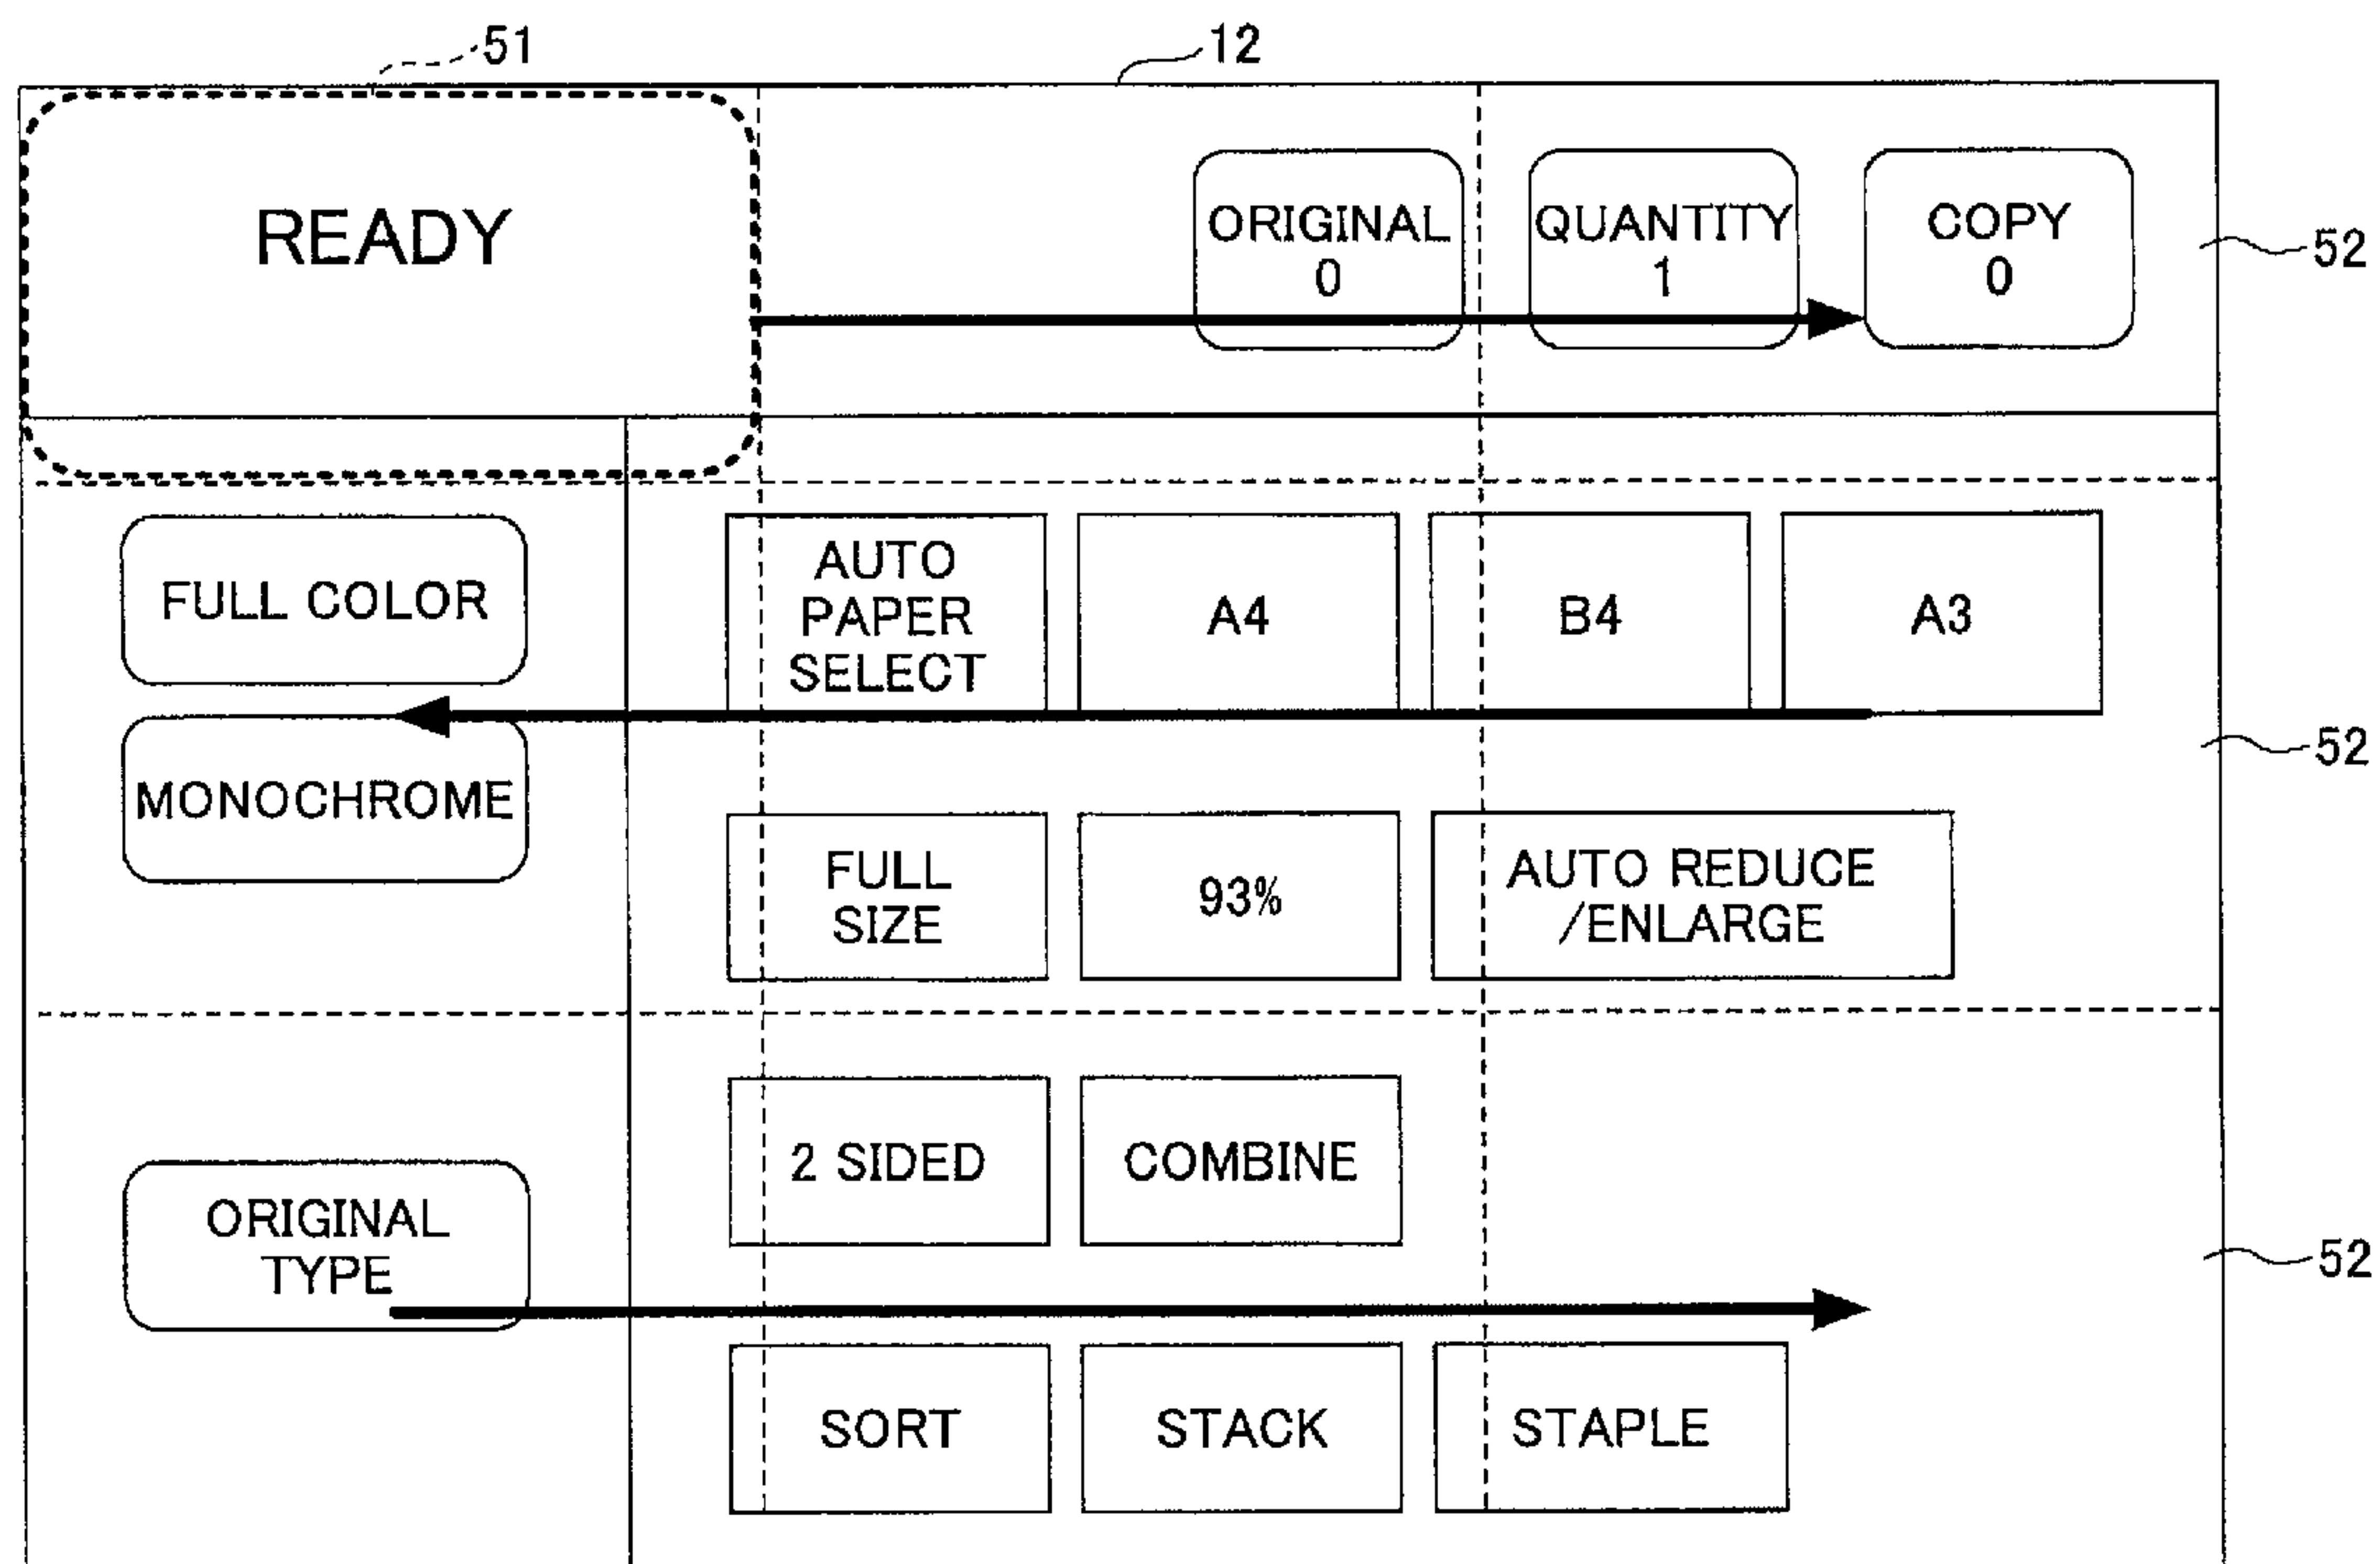 51
12
READY
ORIGINAL
0
QUANTITY
1
COPY
0
52
FULL COLOR
AUTO
PAPER
SELECT
A4
B4
A3
52
MONOCHROME
FULL
SIZE
93%
AUTO REDUCE
/ENLARGE
2 SIDED
COMBINE
ORIGINAL
TYPE
52
SORT
STACK
STAPLE